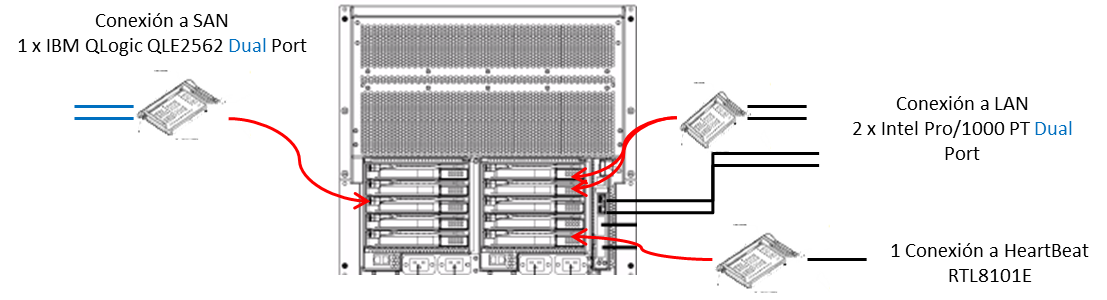 Conexión a SAN
1 x IBM QLogic QLE2562 Dual Port
Conexión a LAN
2 x Intel Pro/1000 PT Dual
Port
1 Conexión a HeartBeat
RTL8101E